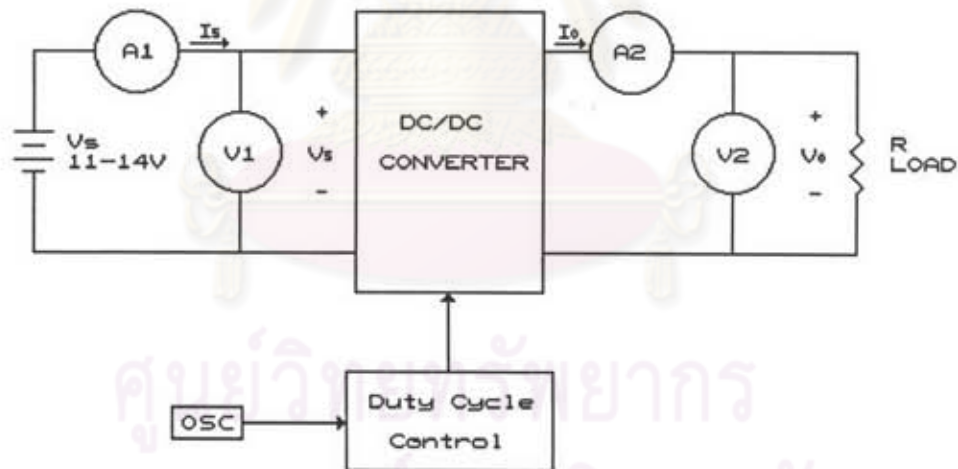 A1
Is
Io
A2
Vs
11-14V
V1
+
Vs
-
DC/DC
CONVERTER
V2
+
Vo
-
R
LOAD
ศูนย์วิทยทรัพยากร
OSC
Duty Cycle
Control